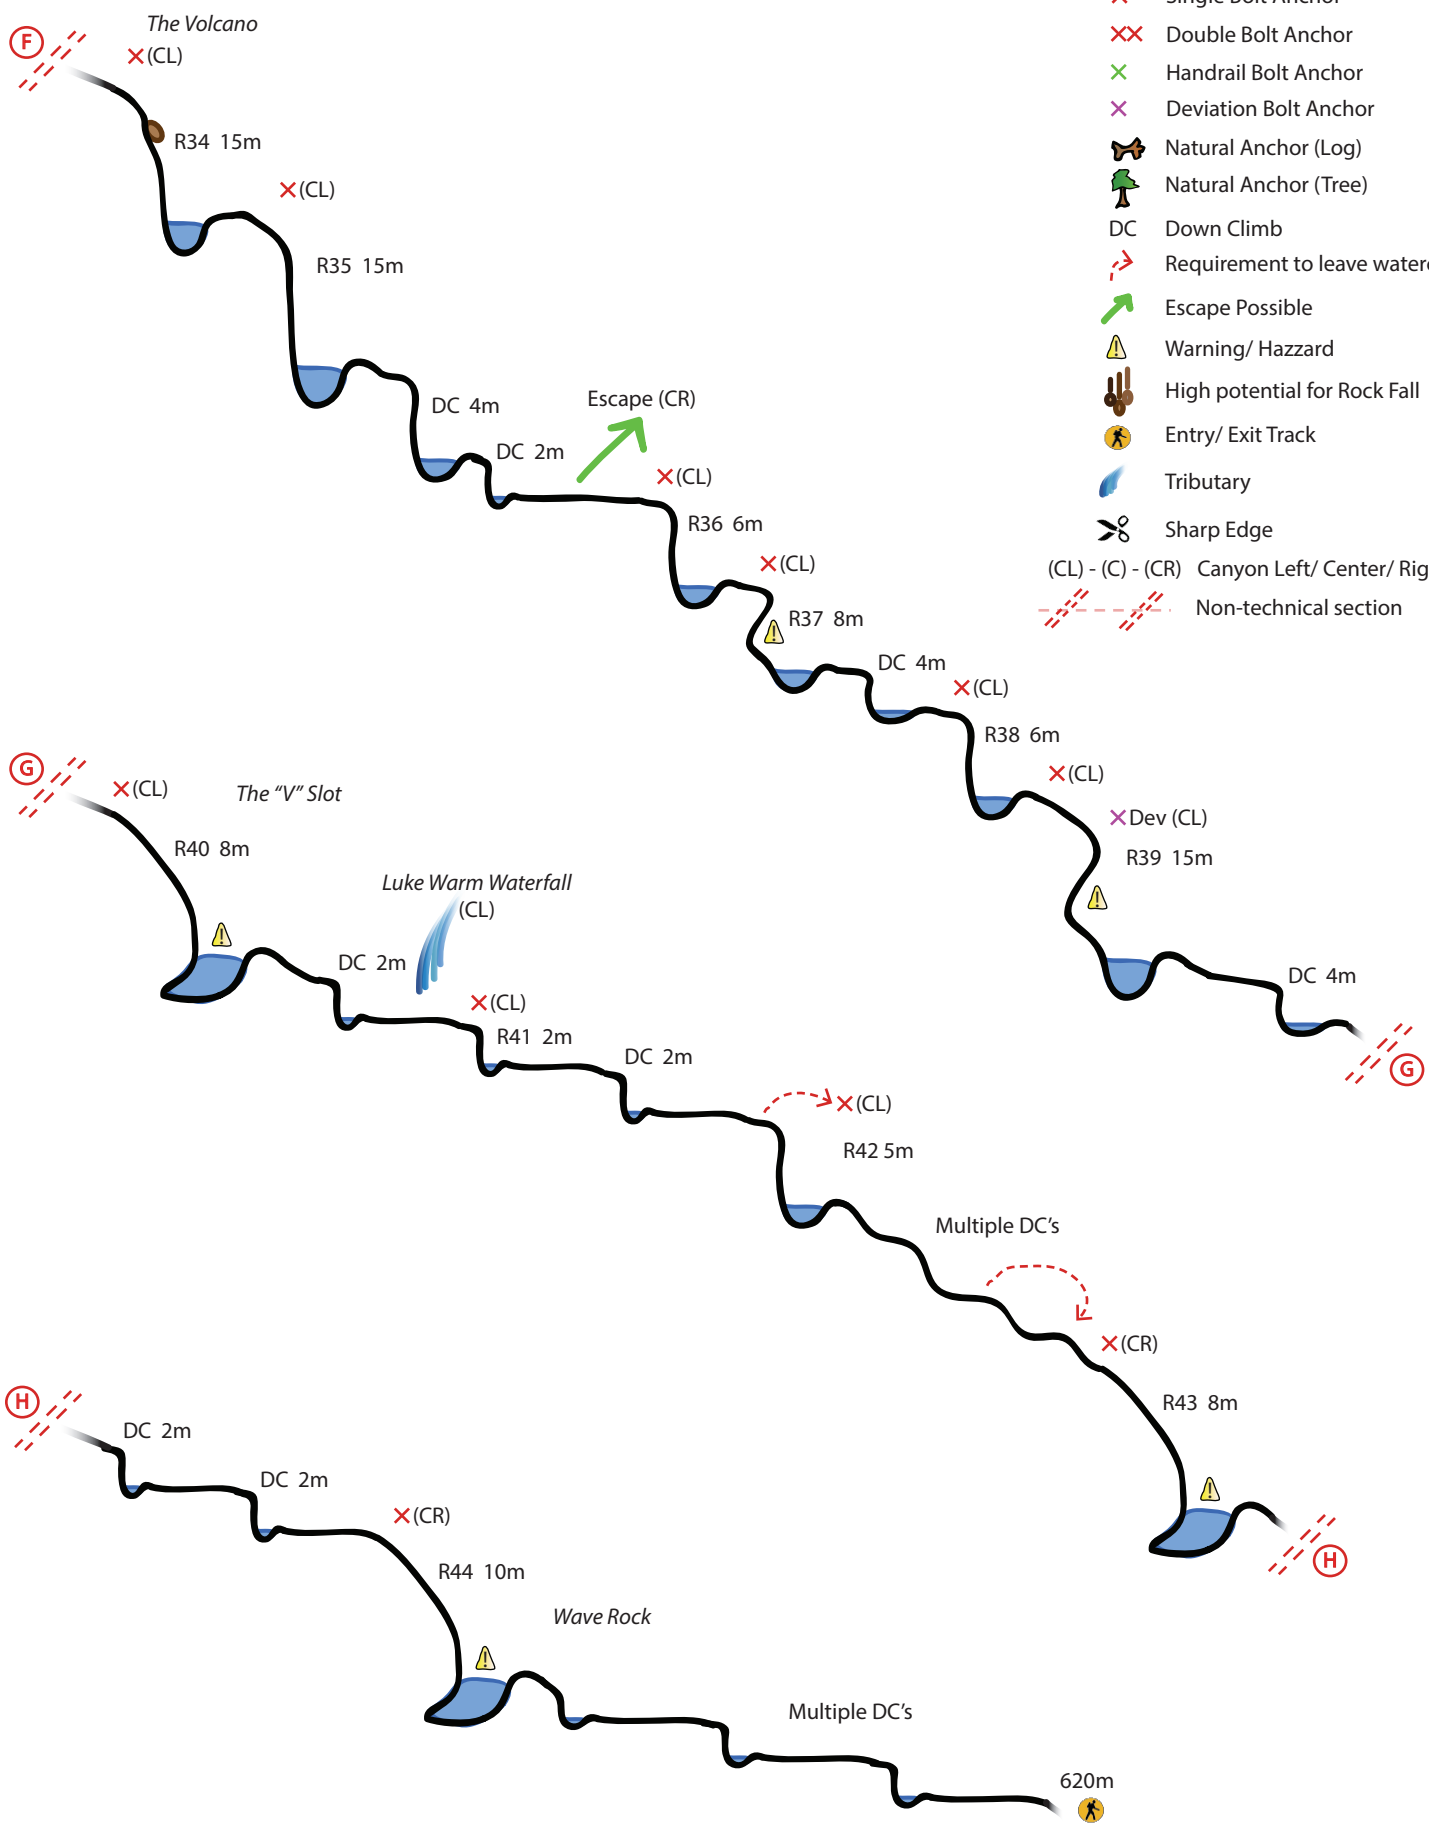 The Volcano
F
(CL)
R34 15m
(CL)
R35 15m
DC 4m
DC 2m
Escape (CR)
(CL)
R36 6m
(CL)
R37 8m
DC 4m
(CL)
R38 6m
(CL)
Dev (CL)
R39 15m
DC 4m
G
Single Bolt Anchor
Double Bolt Anchor
Handrail Bolt Anchor
Deviation Bolt Anchor
Natural Anchor (Log)
Natural Anchor (Tree)
DC Down Climb
Requirement to leave waterc
Escape Possible
Warning/ Hazzard
High potential for Rock Fall
Entry/ Exit Track
Tributary
Sharp Edge
(CL) - (C) - (CR) Canyon Left/ Center/ Rig
Non-technical section
G
(CL)
The "V" Slot
R40 8m
Luke Warm Waterfall
(CL)
DC 2m
(CL)
R41 2m
DC 2m
(CL)
R42 5m
Multiple DC's
(CR)
R43 8m
H
H
DC 2m
DC 2m
(CR)
R44 10m
Wave Rock
Multiple DC's
620m